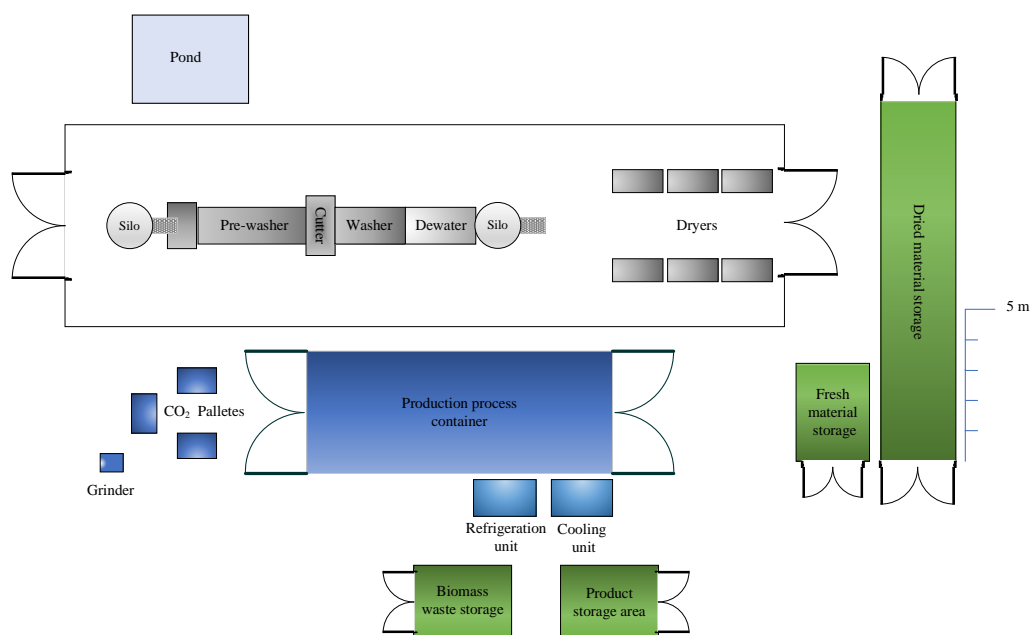 Pond
Silo
Pre-washer
Cutter
Washer
Dewater
Silo
Dryers
Dried material storage
5 m
Production process
container
CO₂ Palletes
Grinder
Fresh
material
storage
Refrigeration
unit
Cooling
unit
Biomass
waste storage
Product
storage area